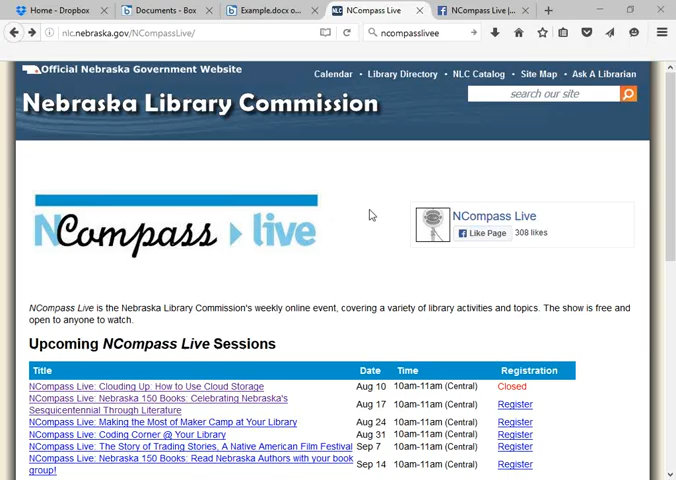 Home - Dropbox
Documents - Box
Example.docx o...
NCompass Live
NCompass Live |...
nlc.nebraska.gov/NCompassLive/
ncompasslivee
Official Nebraska Government Website
Calendar • Library Directory • NLC Catalog • Site Map • Ask A Librarian
Nebraska Library Commission
search our site
NCompass live
NCompass Live
Like Page 308 likes
NCompass Live is the Nebraska Library Commission's weekly online event, covering a variety of library activities and topics. The show is free and
open to anyone to watch.
Upcoming NCompass Live Sessions
Title Date Time Registration
NCompass Live: Clouding Up: How to Use Cloud Storage Aug 10 10am-11am (Central) Closed
NCompass Live: Nebraska 150 Books: Celebrating Nebraska's
Sesquicentennial Through Literature Aug 17 10am-11am (Central) Register
NCompass Live: Making the Most of Maker Camp at Your Library Aug 24 10am-11am (Central) Register
NCompass Live: Coding Corner @ Your Library Aug 31 10am-11am (Central) Register
NCompass Live: The Story of Trading Stories, A Native American Film Festival Sep 7 10am-11am (Central) Register
NCompass Live: Nebraska 150 Books: Read Nebraska Authors with your book
group! Sep 14 10am-11am (Central) Register